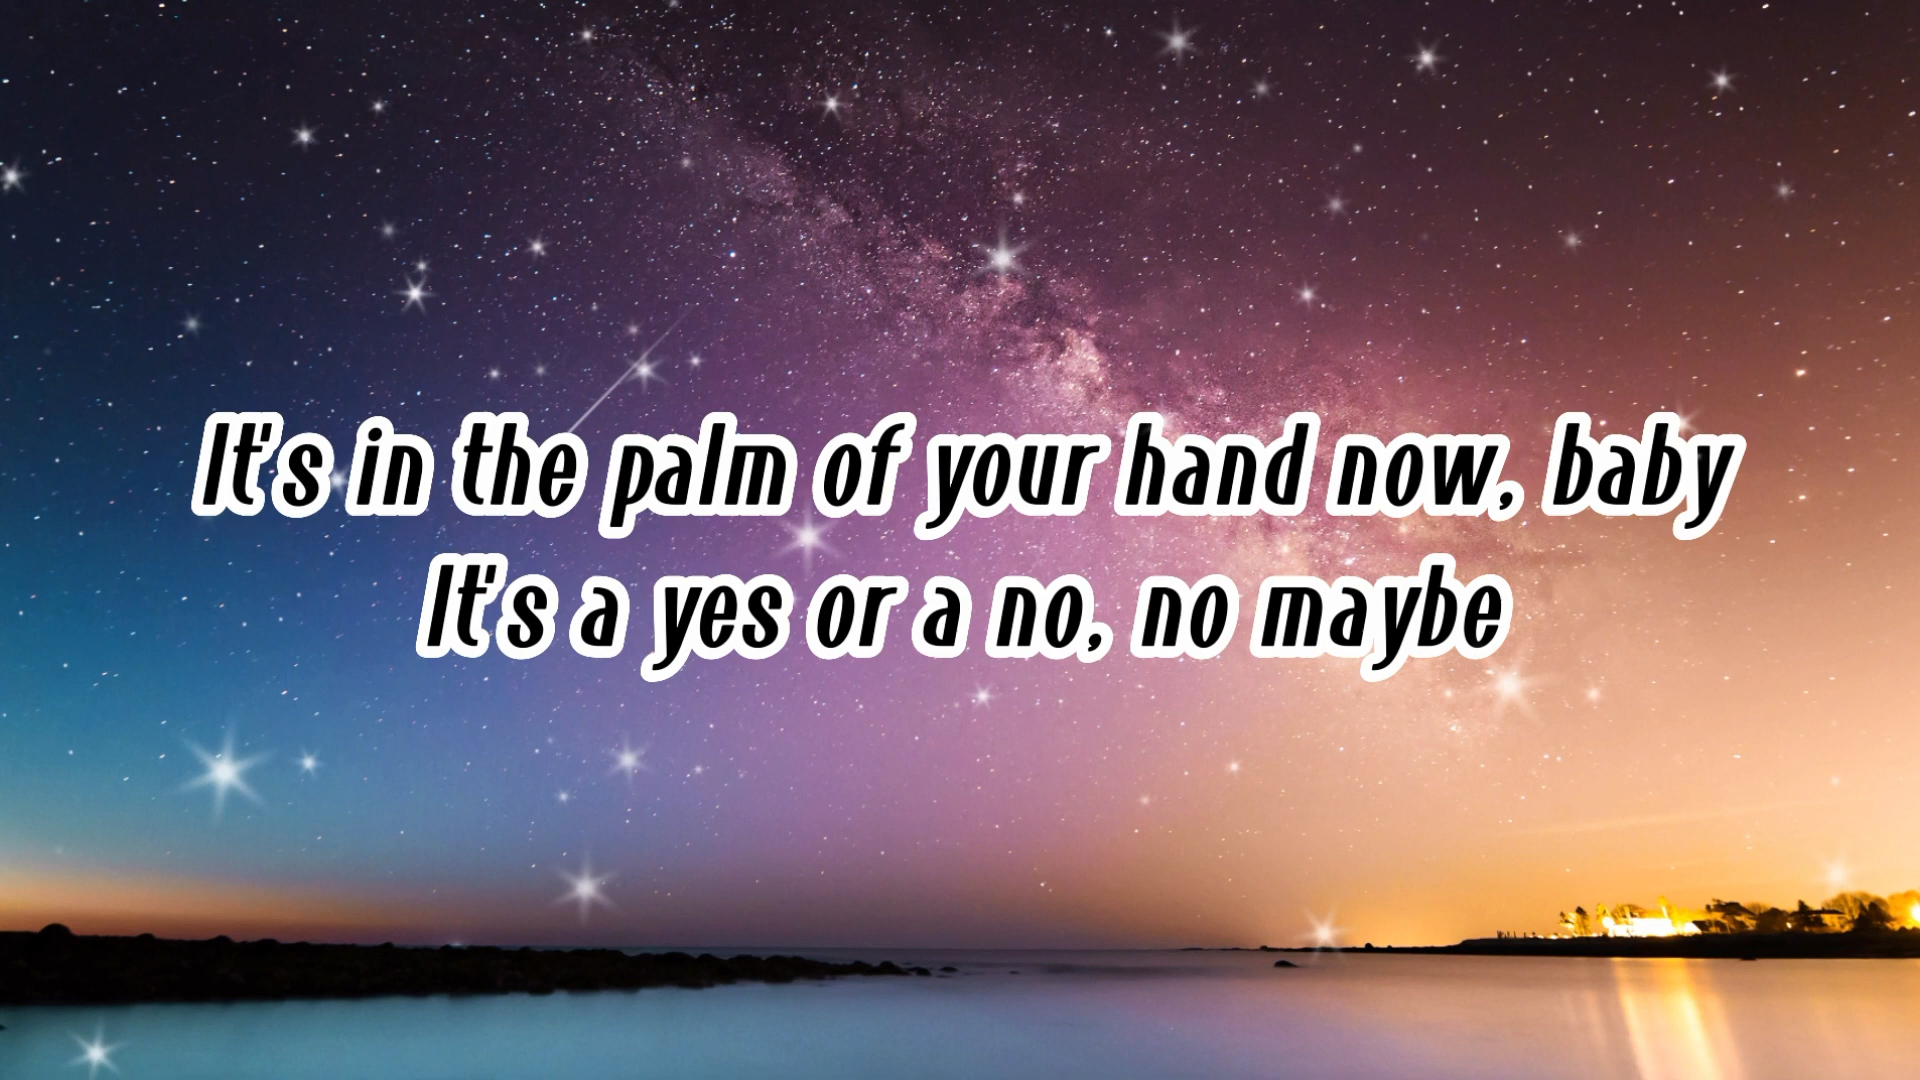 It's in the palm of your hand now, baby
It's a yes or a no, no maybe